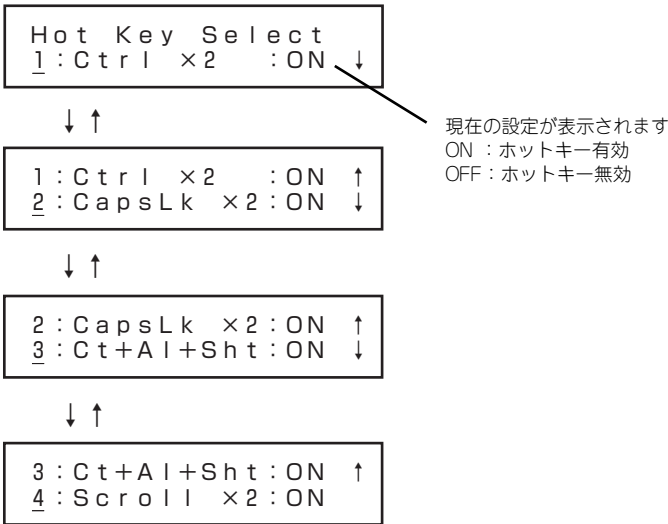 Hot Key Select
1:Ctrl ×2 :ON ↓
現在の設定が表示されます
ON :ホットキー有効
OFF:ホットキー無効
↓ ↑
1:Ctrl ×2 :ON ↑
2:CapsLk ×2:ON ↓
↓ ↑
2:CapsLk ×2:ON ↑
3:Ct+Al+Sht:ON ↓
↓ ↑
3:Ct+Al+Sht:ON ↑
4:Scroll ×2:ON